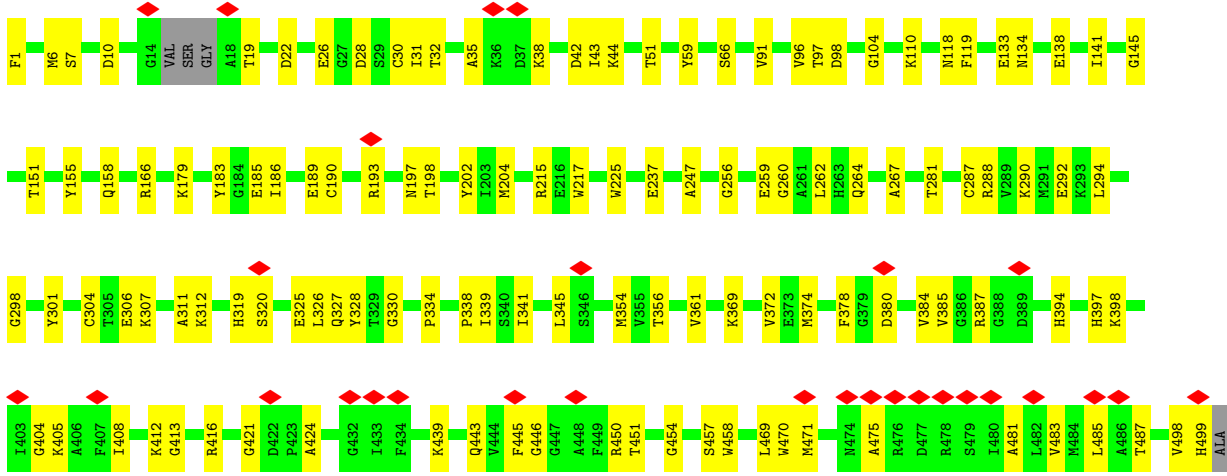 F1 M6 S7 D10 G14 VAL SER GLY A18 T19 D22 E26 G27 D28 S29 C30 I31 T32 A35 K36 D37 K38 D42 I43 K44 T51 Y59 S66 V91 V96 T97 D98 G104 K110 N118 F119 E133 N134 E138 I141 G145
T151 Y155 Q158 R166 K179 Y183 G184 E185 I186 E189 C190 R193 N197 T198 Y202 I203 M204 R215 E216 W217 W225 E237 A247 G256 E259 G260 A261 L262 H263 Q264 A267 T281 C287 R288 V289 K290 M291 E292 K293 L294
G298 Y301 C304 T305 E306 K307 A311 K312 H319 S320 E325 L326 Q327 Y328 T329 G330 P334 P338 I339 S340 I341 L345 S346 M354 V355 T356 V361 K369 V372 E373 M374 F378 G379 D380 V384 V385 G386 R387 G388 D389 H394 H397 K398
I403 G404 K405 A406 F407 I408 K412 G413 R416 G421 D422 P423 A424 G432 I433 F434 K439 Q443 V444 F445 G446 G447 A448 F449 R450 T451 G454 S457 W458 L469 W470 M471 N474 A475 R476 D477 R478 S479 I480 A481 L482 V483 M484 L485 A486 T487 V498 H499 ALA